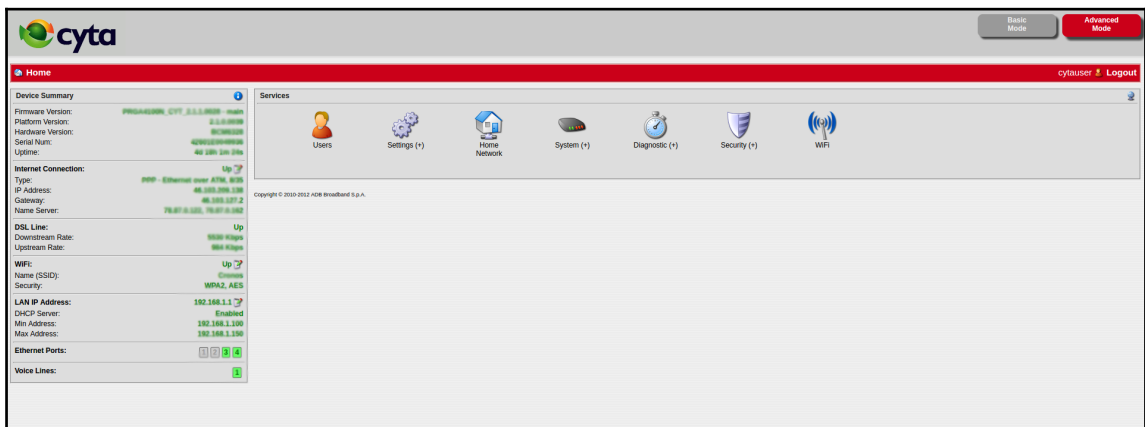 cyta
Basic Mode
Advanced Mode
Home
cytauser Logout
Device Summary
Firmware Version:
Platform Version:
Hardware Version:
Serial Num:
Uptime:
Internet Connection: Up
Type:
IP Address:
Gateway:
Name Server:
DSL Line: Up
Downstream Rate:
Upstream Rate:
WiFi: Up
Name (SSID):
Security: WPA2, AES
LAN IP Address: 192.168.1.1
DHCP Server: Enabled
Min Address: 192.168.1.100
Max Address: 192.168.1.150
Ethernet Ports: 1 2 3 4
Voice Lines: 1
Services
Users
Settings (+)
Home
Network
System (+)
Diagnostic (+)
Security (+)
WiFi
Copyright © 2010-2012 ADB Broadband S.p.A.